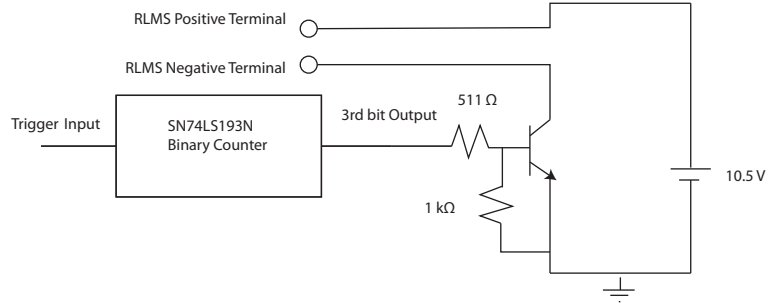 RLMS Positive Terminal
RLMS Negative Terminal
Trigger Input
SN74LS193N
Binary Counter
3rd bit Output
511 Ω
1 kΩ
10.5 V